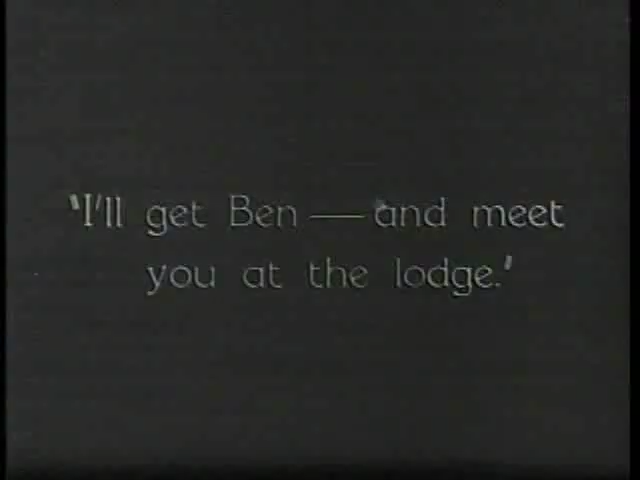 "I'll get Ben — and meet
you at the lodge."